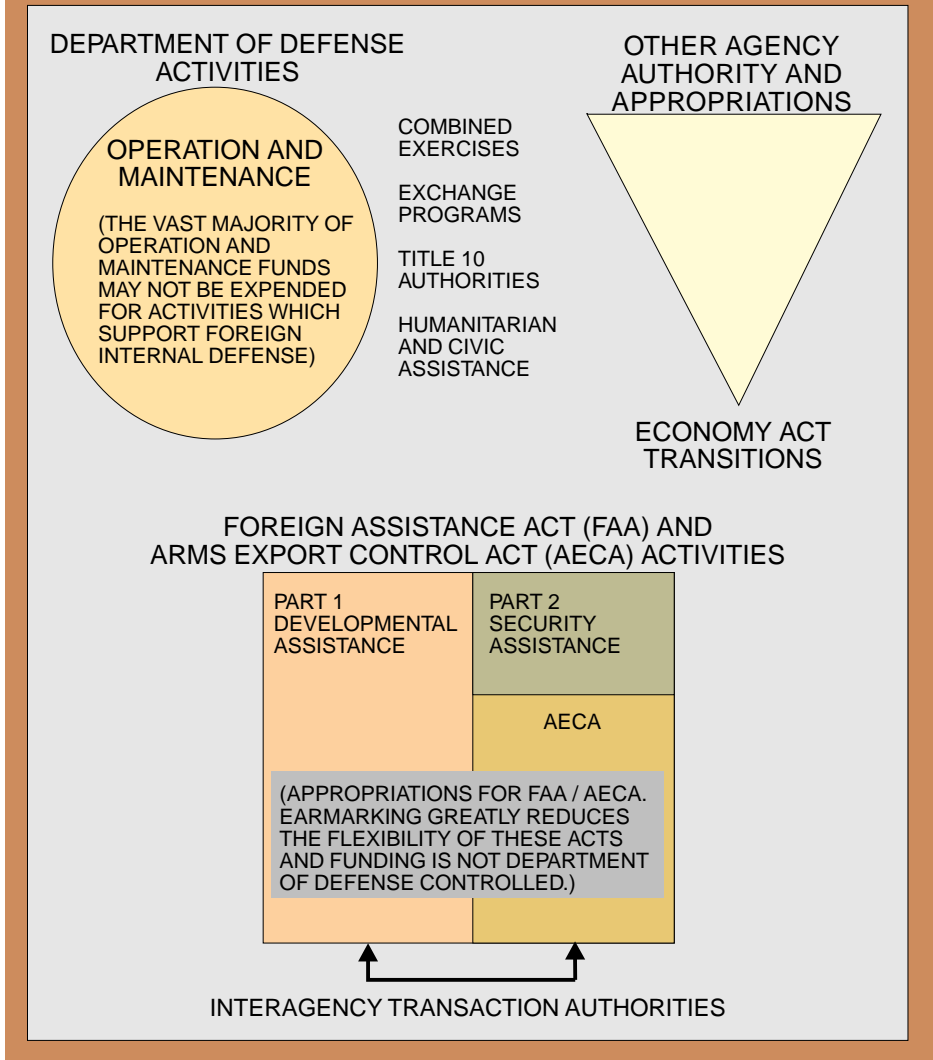 DEPARTMENT OF DEFENSE
ACTIVITIES
OPERATION AND
MAINTENANCE
(THE VAST MAJORITY OF
OPERATION AND
MAINTENANCE FUNDS
MAY NOT BE EXPENDED
FOR ACTIVITIES WHICH
SUPPORT FOREIGN
INTERNAL DEFENSE)
COMBINED
EXERCISES
EXCHANGE
PROGRAMS
TITLE 10
AUTHORITIES
HUMANITARIAN
AND CIVIC
ASSISTANCE
OTHER AGENCY
AUTHORITY AND
APPROPRIATIONS
ECONOMY ACT
TRANSITIONS
FOREIGN ASSISTANCE ACT (FAA) AND
ARMS EXPORT CONTROL ACT (AECA) ACTIVITIES
PART 1
DEVELOPMENTAL
ASSISTANCE
PART 2
SECURITY
ASSISTANCE
AECA
(APPROPRIATIONS FOR FAA / AECA.
EARMARKING GREATLY REDUCES
THE FLEXIBILITY OF THESE ACTS
AND FUNDING IS NOT DEPARTMENT
OF DEFENSE CONTROLLED.)
INTERAGENCY TRANSACTION AUTHORITIES